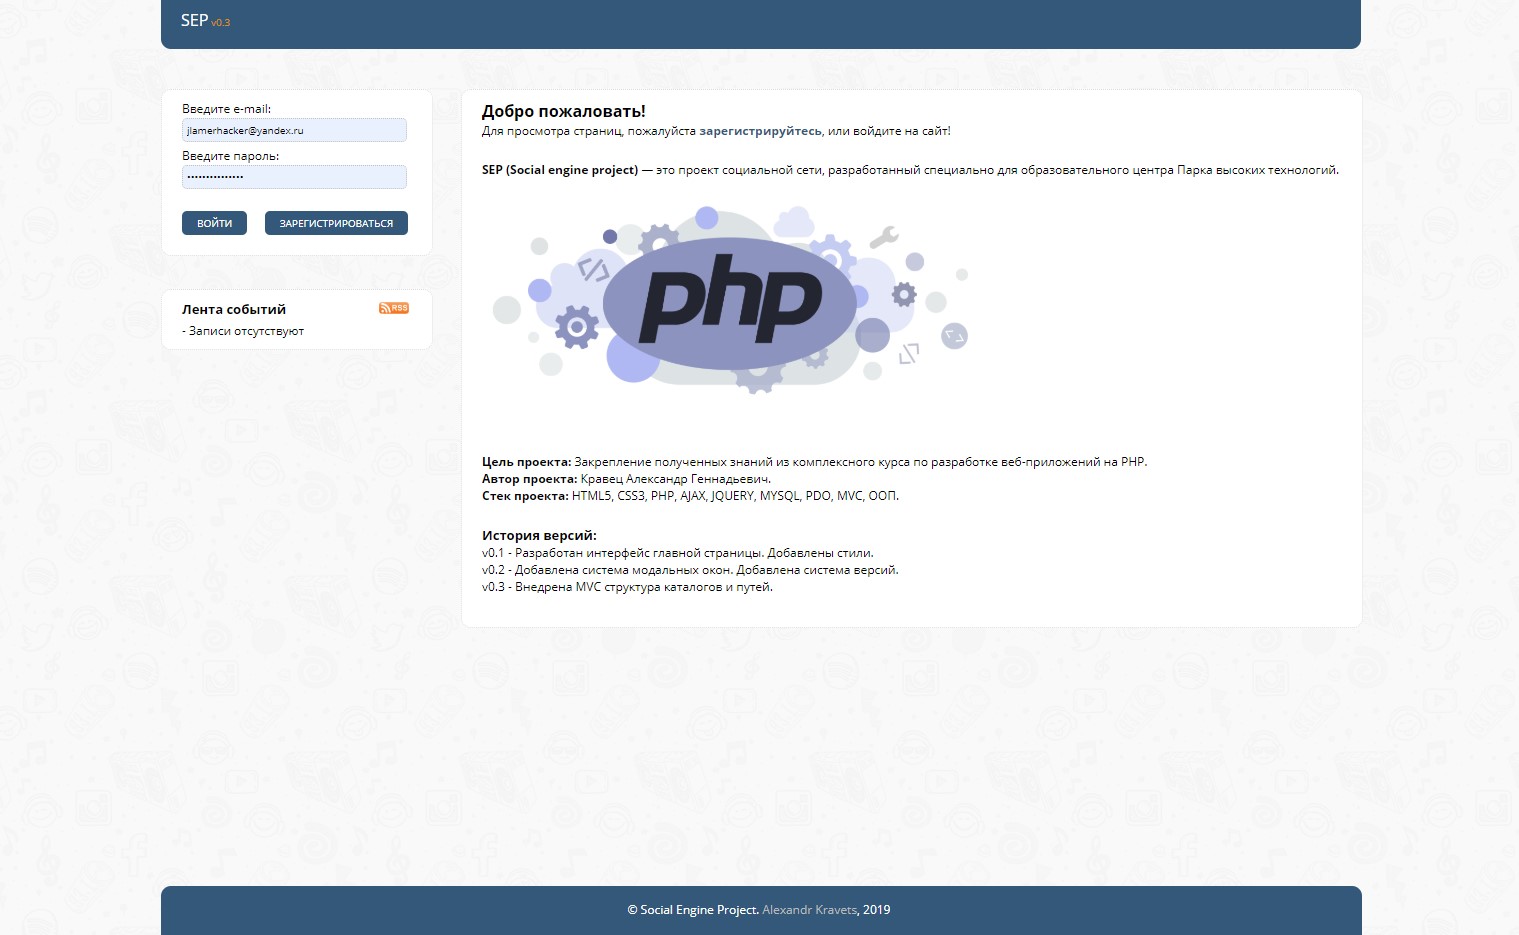 SEP v0.3
Введите e-mail:
jlamerhacker@yandex.ru
Введите пароль:
•••••••••••••••
ВОЙТИ
ЗАРЕГИСТРИРОВАТЬСЯ
Лента событий
RSS
- Записи отсутствуют
Добро пожаловать!
Для просмотра страниц, пожалуйста зарегистрируйтесь, или войдите на сайт!
SEP (Social engine project) — это проект социальной сети, разработанный специально для образовательного центра Парка высоких технологий.
php
Цель проекта: Закрепление полученных знаний из комплексного курса по разработке веб-приложений на PHP.
Автор проекта: Кравец Александр Геннадьевич.
Стек проекта: HTML5, CSS3, PHP, AJAX, JQUERY, MYSQL, PDO, MVC, ООП.
История версий:
v0.1 - Разработан интерфейс главной страницы. Добавлены стили.
v0.2 - Добавлена система модальных окон. Добавлена система версий.
v0.3 - Внедрена MVC структура каталогов и путей.
© Social Engine Project. Alexandr Kravets, 2019